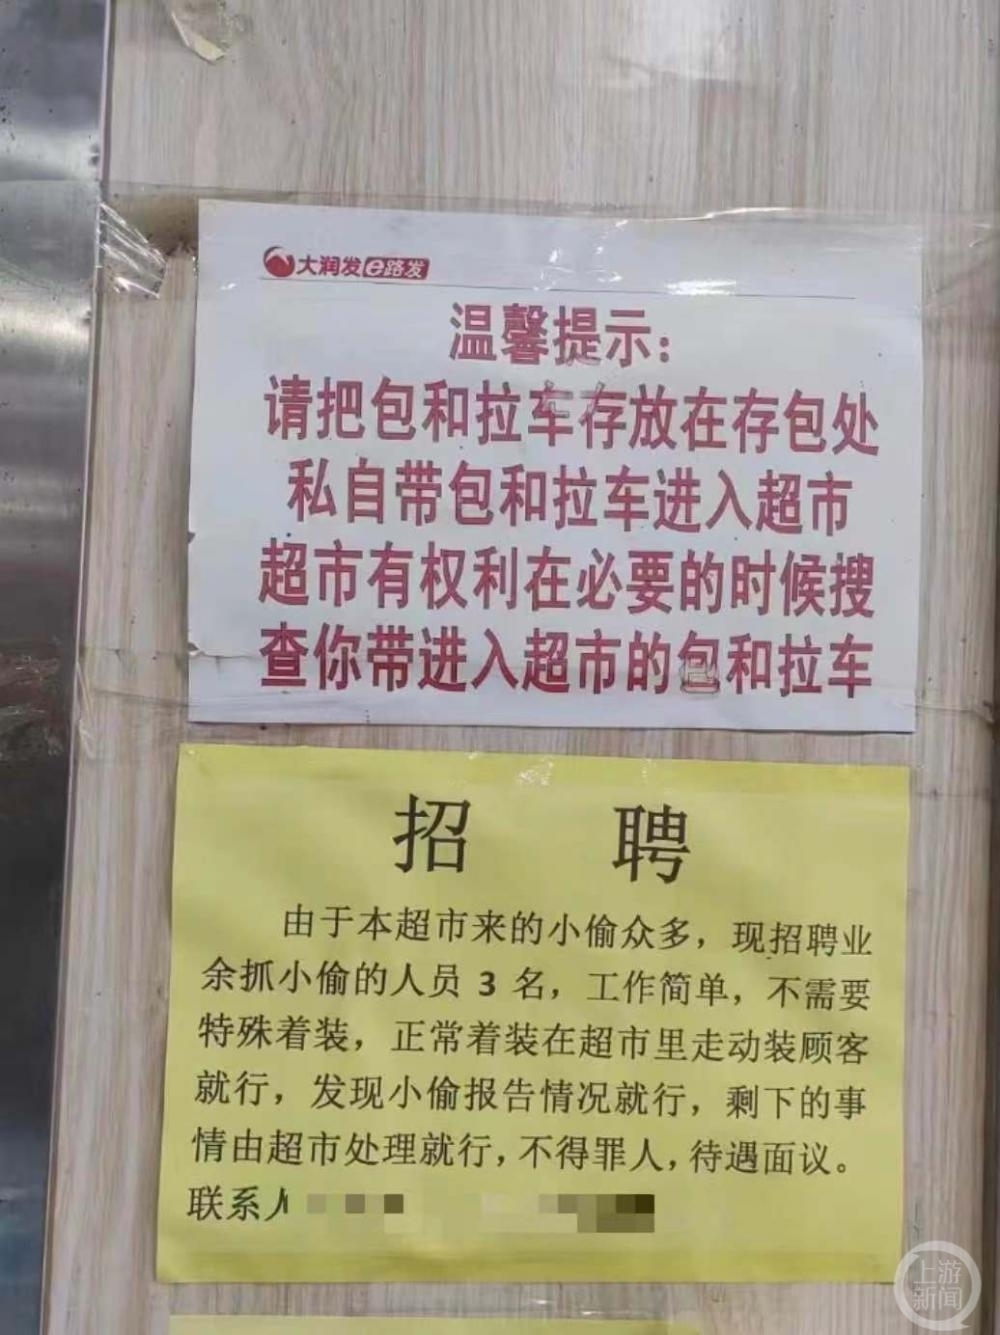 大润发e路发
温馨提示：
请把包和拉车存放在存包处
私自带包和拉车进入超市
超市有权利在必要的时候搜
查你带进入超市的包和拉车
招 聘
由于本超市来的小偷众多，现招聘业
余抓小偷的人员 3 名，工作简单，不需要
特殊着装，正常着装在超市里走动装顾客
就行，发现小偷报告情况就行，剩下的事
情由超市处理就行，不得罪人，待遇面议。
联系人
上游新闻